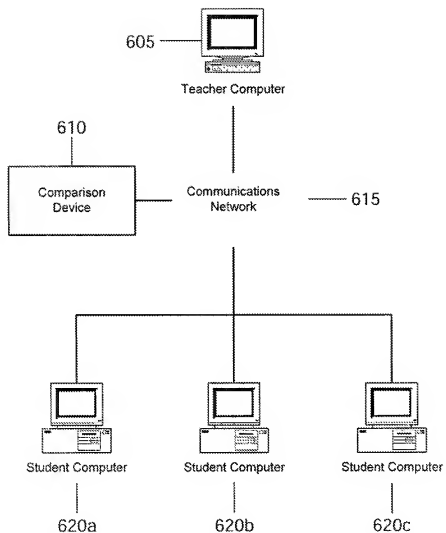 605
Teacher Computer
610
Comparison
Device
Communications
Network
615
Student Computer
Student Computer
Student Computer
620a
620b
620c